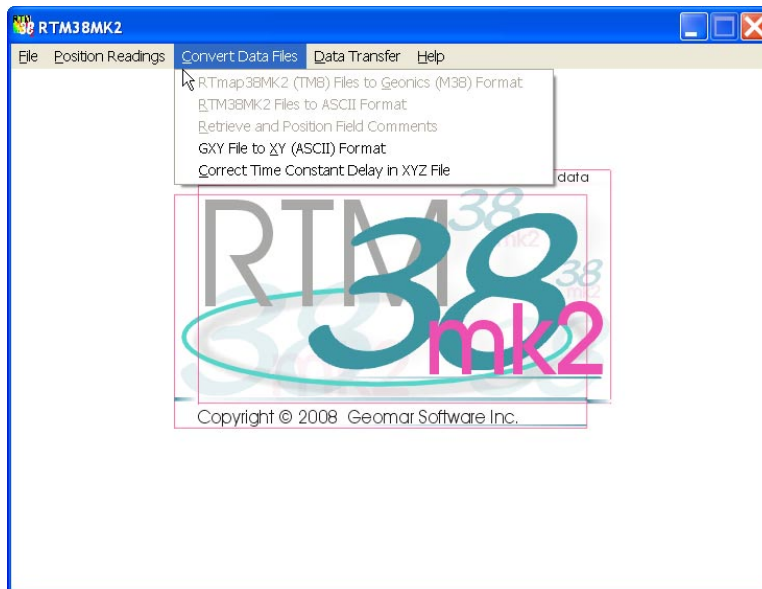 RTM38MK2
File Position Readings Convert Data Files Data Transfer Help
RTmap38MK2 (TM8) Files to Geonics (M38) Format
RTM38MK2 Files to ASCII Format
Retrieve and Position Field Comments
GXY File to XY (ASCII) Format
Correct Time Constant Delay in XYZ File
data
RTM38
mk2
38
mk2
38
mk2
Copyright © 2008 Geomar Software Inc.